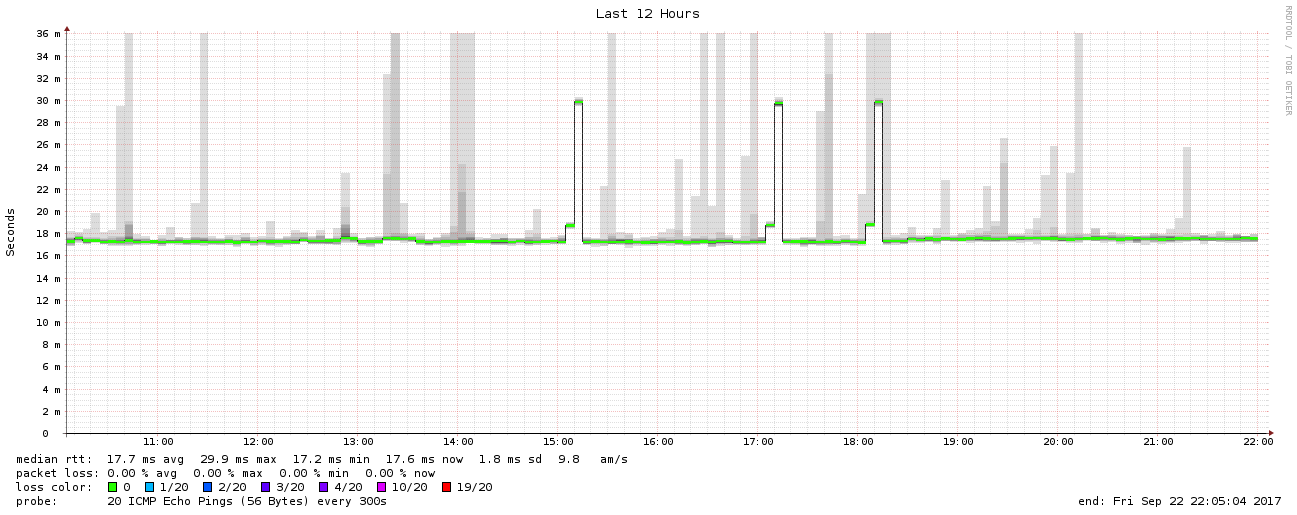 Last 12 Hours
RRDTOOL / TOBI OETIKER
Seconds
36 m
34 m
32 m
30 m
28 m
26 m
24 m
22 m
20 m
18 m
16 m
14 m
12 m
10 m
8 m
6 m
4 m
2 m
0
11:00 12:00 13:00 14:00 15:00 16:00 17:00 18:00 19:00 20:00 21:00 22:00
median rtt: 17.7 ms avg 29.9 ms max 17.2 ms min 17.6 ms now 1.8 ms sd 9.8 am/s
packet loss: 0.00 % avg 0.00 % max 0.00 % min 0.00 % now
loss color: 0 1/20 2/20 3/20 4/20 10/20 19/20
probe: 20 ICMP Echo Pings (56 Bytes) every 300s end: Fri Sep 22 22:05:04 2017